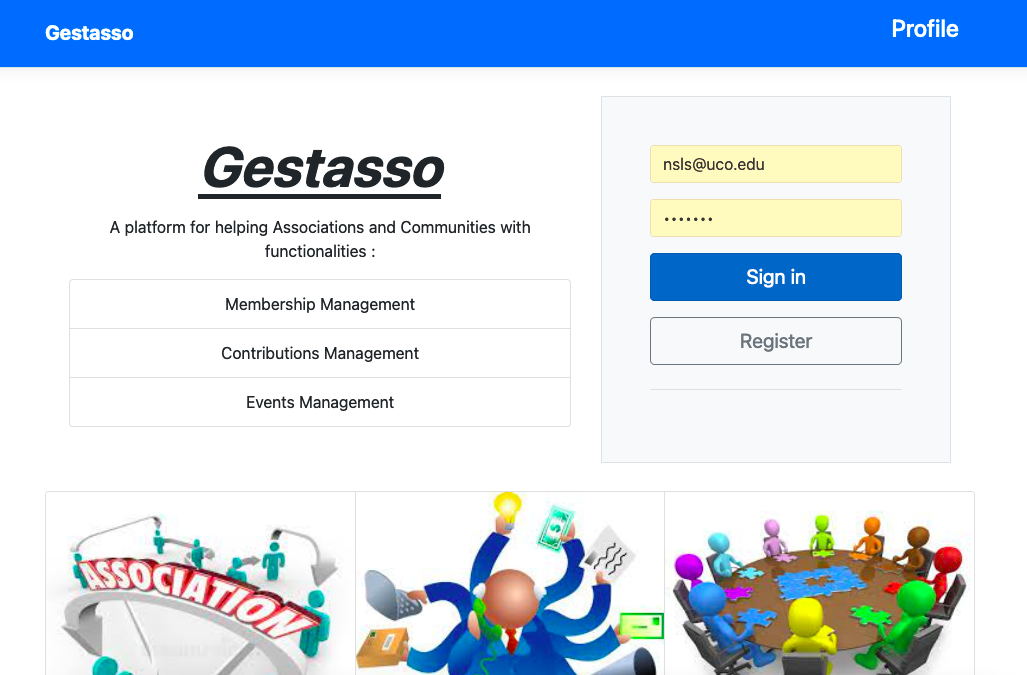 Gestasso
Profile
Gestasso
A platform for helping Associations and Communities with
functionalities :
Membership Management
Contributions Management
Events Management
nsls@uco.edu
•••••••
Sign in
Register
ASSOCIATION
$